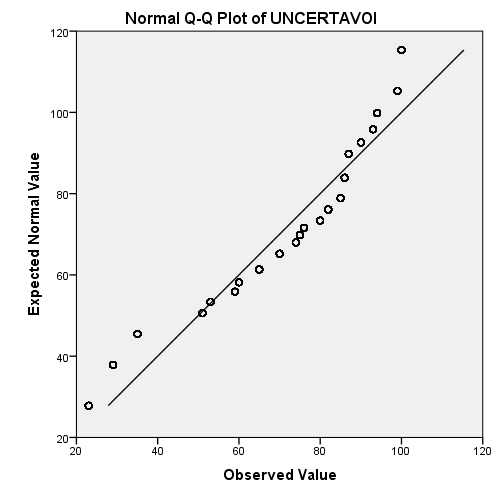 Normal Q-Q Plot of UNCERTAVOI
120
100
80
60
40
20
Expected Normal Value
20 40 60 80 100 120
Observed Value